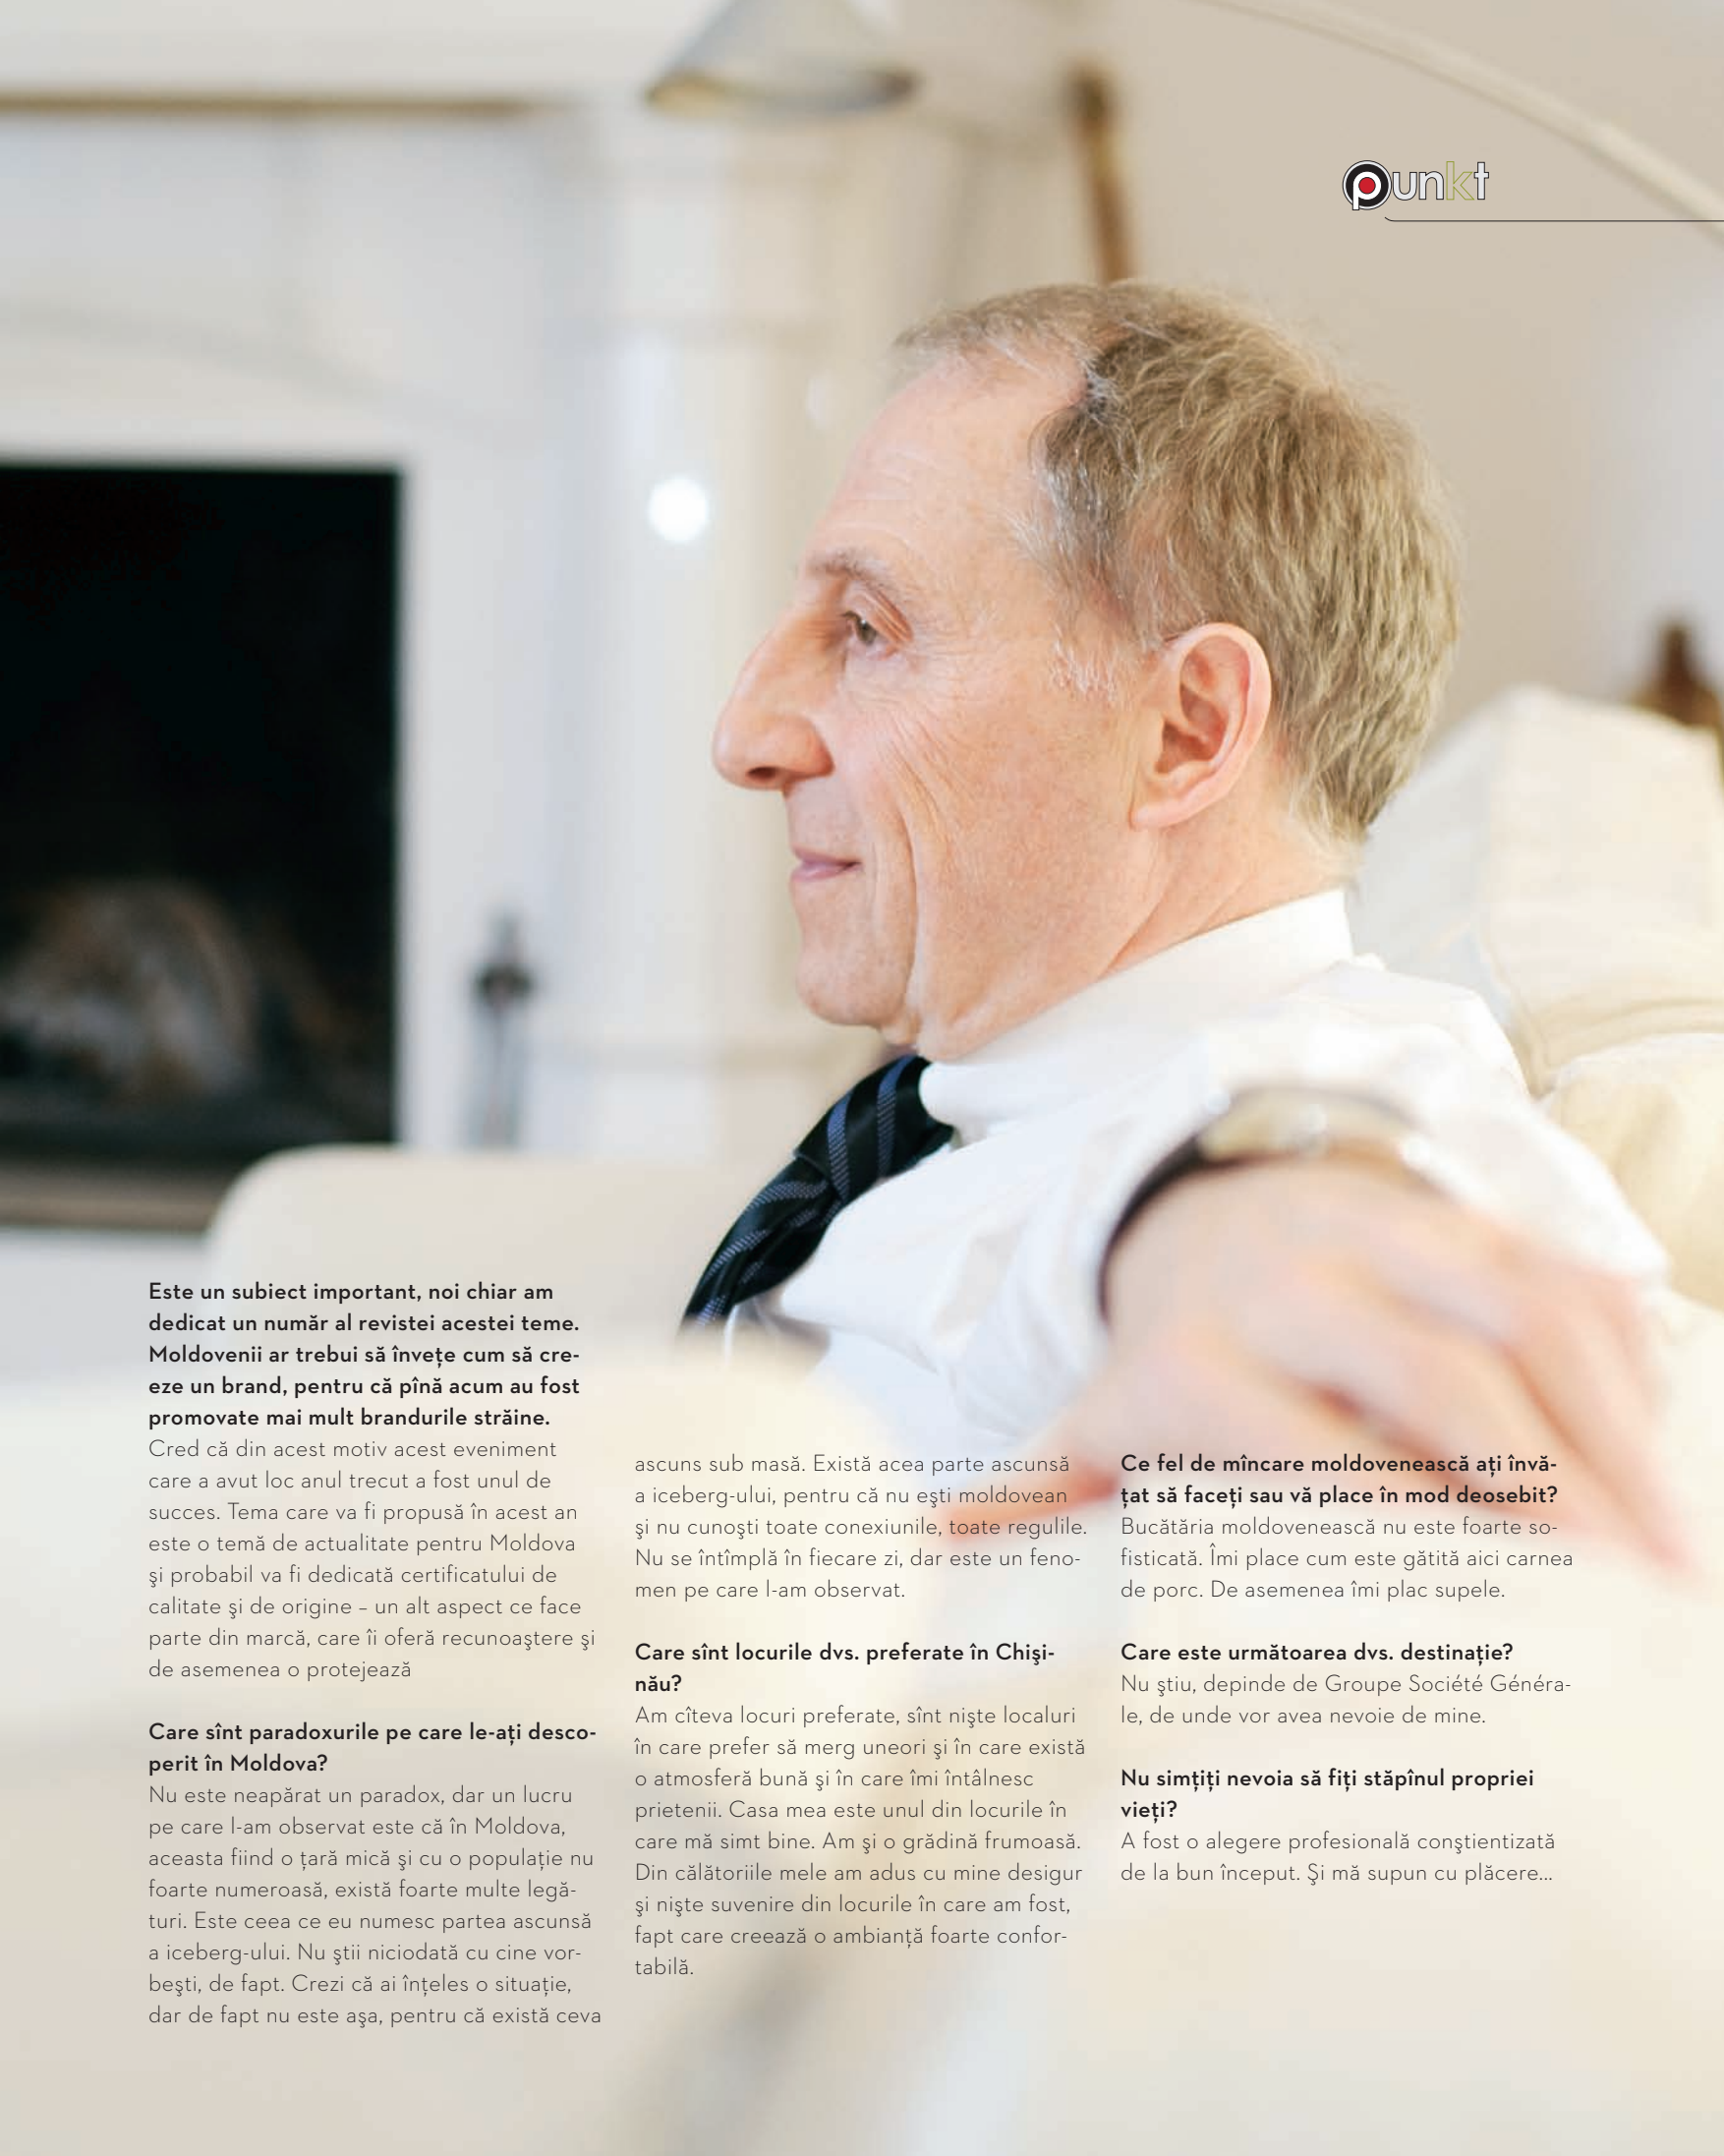 punkt
Este un subiect important, noi chiar am
dedicat un număr al revistei acestei teme.
Moldovenii ar trebui să învețe cum să cre-
eze un brand, pentru că pînă acum au fost
promovate mai mult brandurile străine.
Cred că din acest motiv acest eveniment
care a avut loc anul trecut a fost unul de
succes. Tema care va fi propusă în acest an
este o temă de actualitate pentru Moldova
şi probabil va fi dedicată certificatului de
calitate şi de origine – un alt aspect ce face
parte din marcă, care îi oferă recunoaştere şi
de asemenea o protejează
Care sînt paradoxurile pe care le-ați desco-
perit în Moldova?
Nu este neapărat un paradox, dar un lucru
pe care l-am observat este că în Moldova,
aceasta fiind o țară mică şi cu o populație nu
foarte numeroasă, există foarte multe legă-
turi. Este ceea ce eu numesc partea ascunsă
a iceberg-ului. Nu ştii niciodată cu cine vor-
beşti, de fapt. Crezi că ai înțeles o situație,
dar de fapt nu este aşa, pentru că există ceva
ascuns sub masă. Există acea parte ascunsă
a iceberg-ului, pentru că nu eşti moldovean
şi nu cunoşti toate conexiunile, toate regulile.
Nu se întîmplă în fiecare zi, dar este un feno-
men pe care l-am observat.
Care sînt locurile dvs. preferate în Chişi-
nău?
Am cîteva locuri preferate, sînt nişte localuri
în care prefer să merg uneori şi în care există
o atmosferă bună şi în care îmi întâlnesc
prietenii. Casa mea este unul din locurile în
care mă simt bine. Am şi o grădină frumoasă.
Din călătoriile mele am adus cu mine desigur
şi nişte suvenire din locurile în care am fost,
fapt care creează o ambianță foarte confor-
tabilă.
Ce fel de mîncare moldovenească ați învă-
țat să faceți sau vă place în mod deosebit?
Bucătăria moldovenească nu este foarte so-
fisticată. Îmi place cum este gătită aici carnea
de porc. De asemenea îmi plac supele.
Care este următoarea dvs. destinație?
Nu ştiu, depinde de Groupe Société Généra-
le, de unde vor avea nevoie de mine.
Nu simțiți nevoia să fiți stăpînul propriei
vieți?
A fost o alegere profesională conştientizată
de la bun început. Şi mă supun cu plăcere...